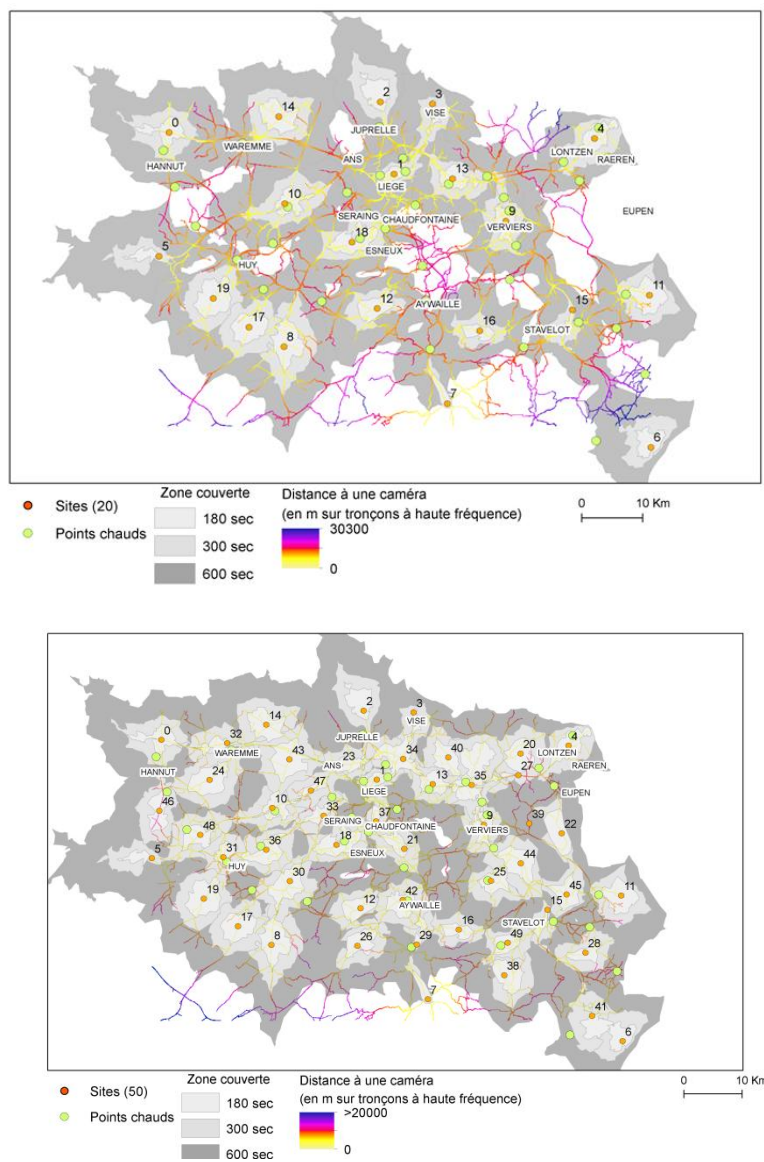 2
3
14
VISE
0
4
JUPRELLE
WAREMME
LONTZEN
ANS
RAEREN
HANNUT
1
13
LIEGE
10
EUPEN
SERAING
CHAUDFONTAINE
9
VERVIERS
18
5
ESNEUX
HUY
19
12
AYWAILLE
15
11
17
16
STAVELOT
8
7
6
Sites (20)
Points chauds
Zone couverte
180 sec
300 sec
600 sec
Distance à une caméra
(en m sur tronçons à haute fréquence)
30300
0
0 10 Km
2
3
14
VISE
0
32
4
JUPRELLE
WAREMME
43
23
34
40
20
LONTZEN
ANS
RAEREN
HANNUT
24
1
27
LIEGE
13
35
EUPEN
47
46
10
33
37
SERAING
CHAUDFONTAINE
9
39
22
48
VERVIERS
31
36
18
21
5
ESNEUX
HUY
44
30
25
19
42
45
11
12
AYWAILLE
15
17
STAVELOT
16
8
26
29
49
28
38
7
41
6
Sites (50)
Points chauds
Zone couverte
180 sec
300 sec
600 sec
Distance à une caméra
(en m sur tronçons à haute fréquence)
>20000
0
0 10 Km